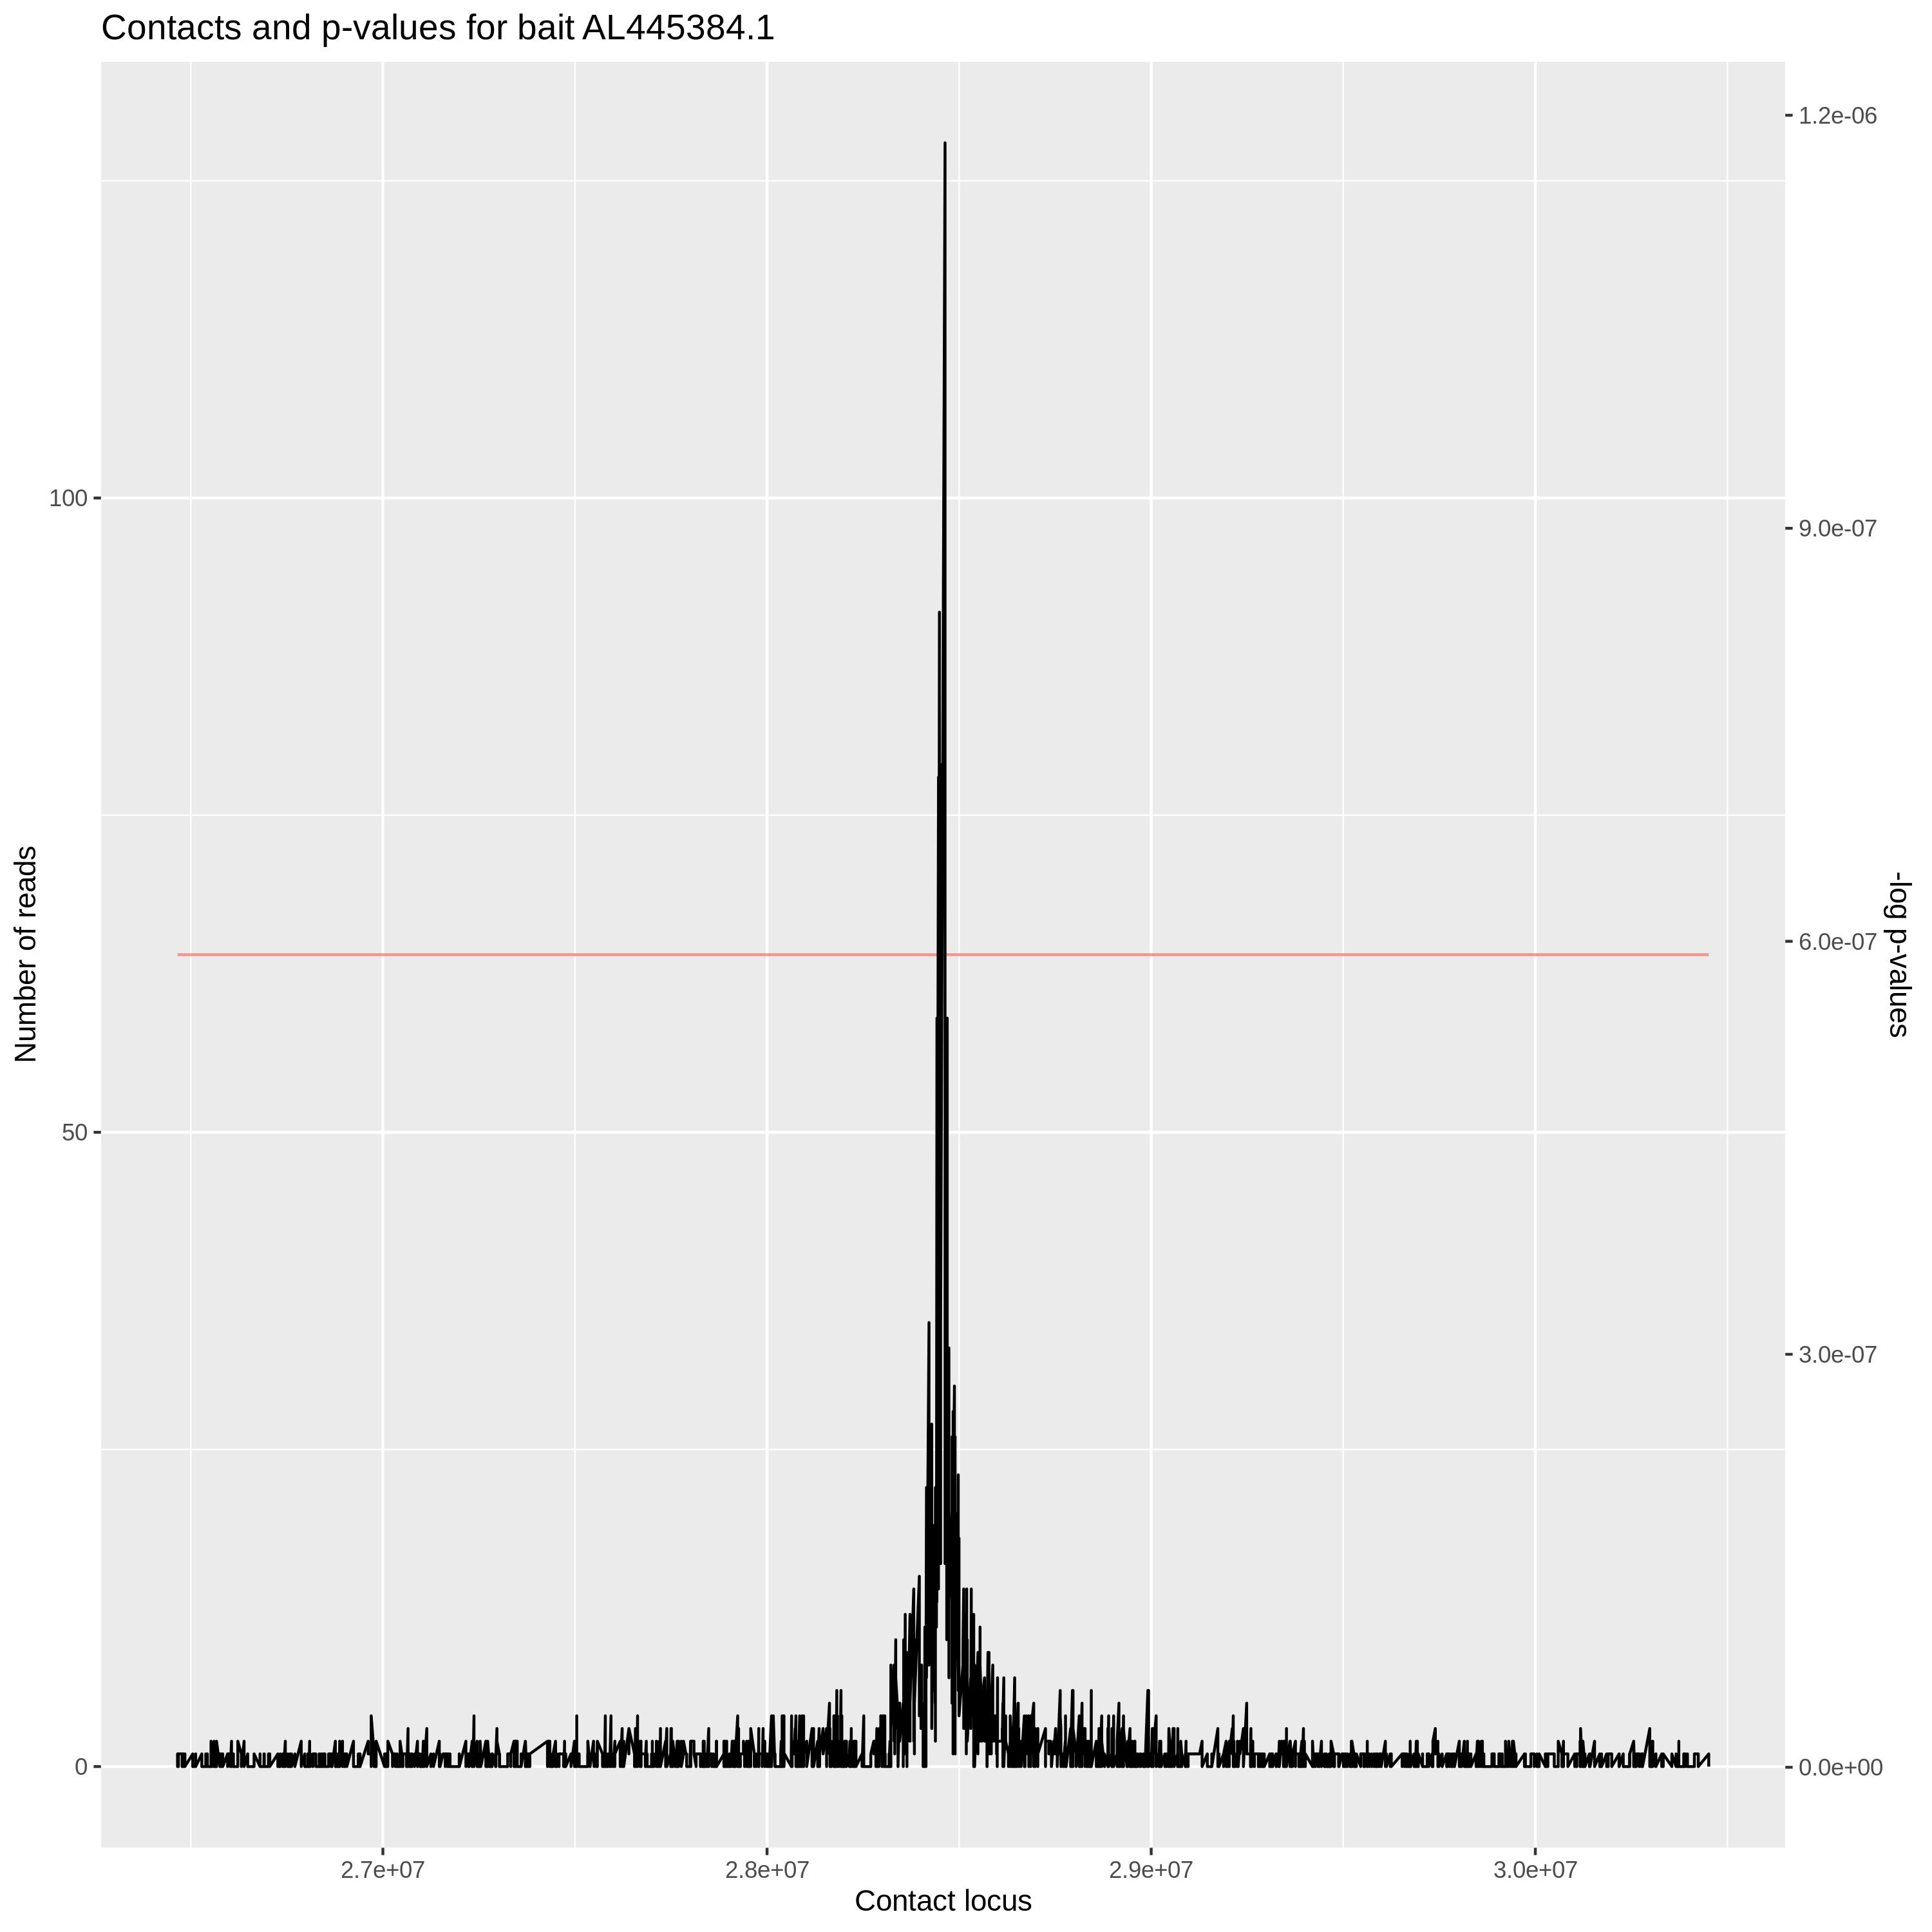 Contacts and p-values for bait AL445384.1
1.2e-06
100
9.0e-07
Number of reads
6.0e-07
-log p-values
50
3.0e-07
0
0.0e+00
2.7e+07
2.8e+07
2.9e+07
3.0e+07
Contact locus